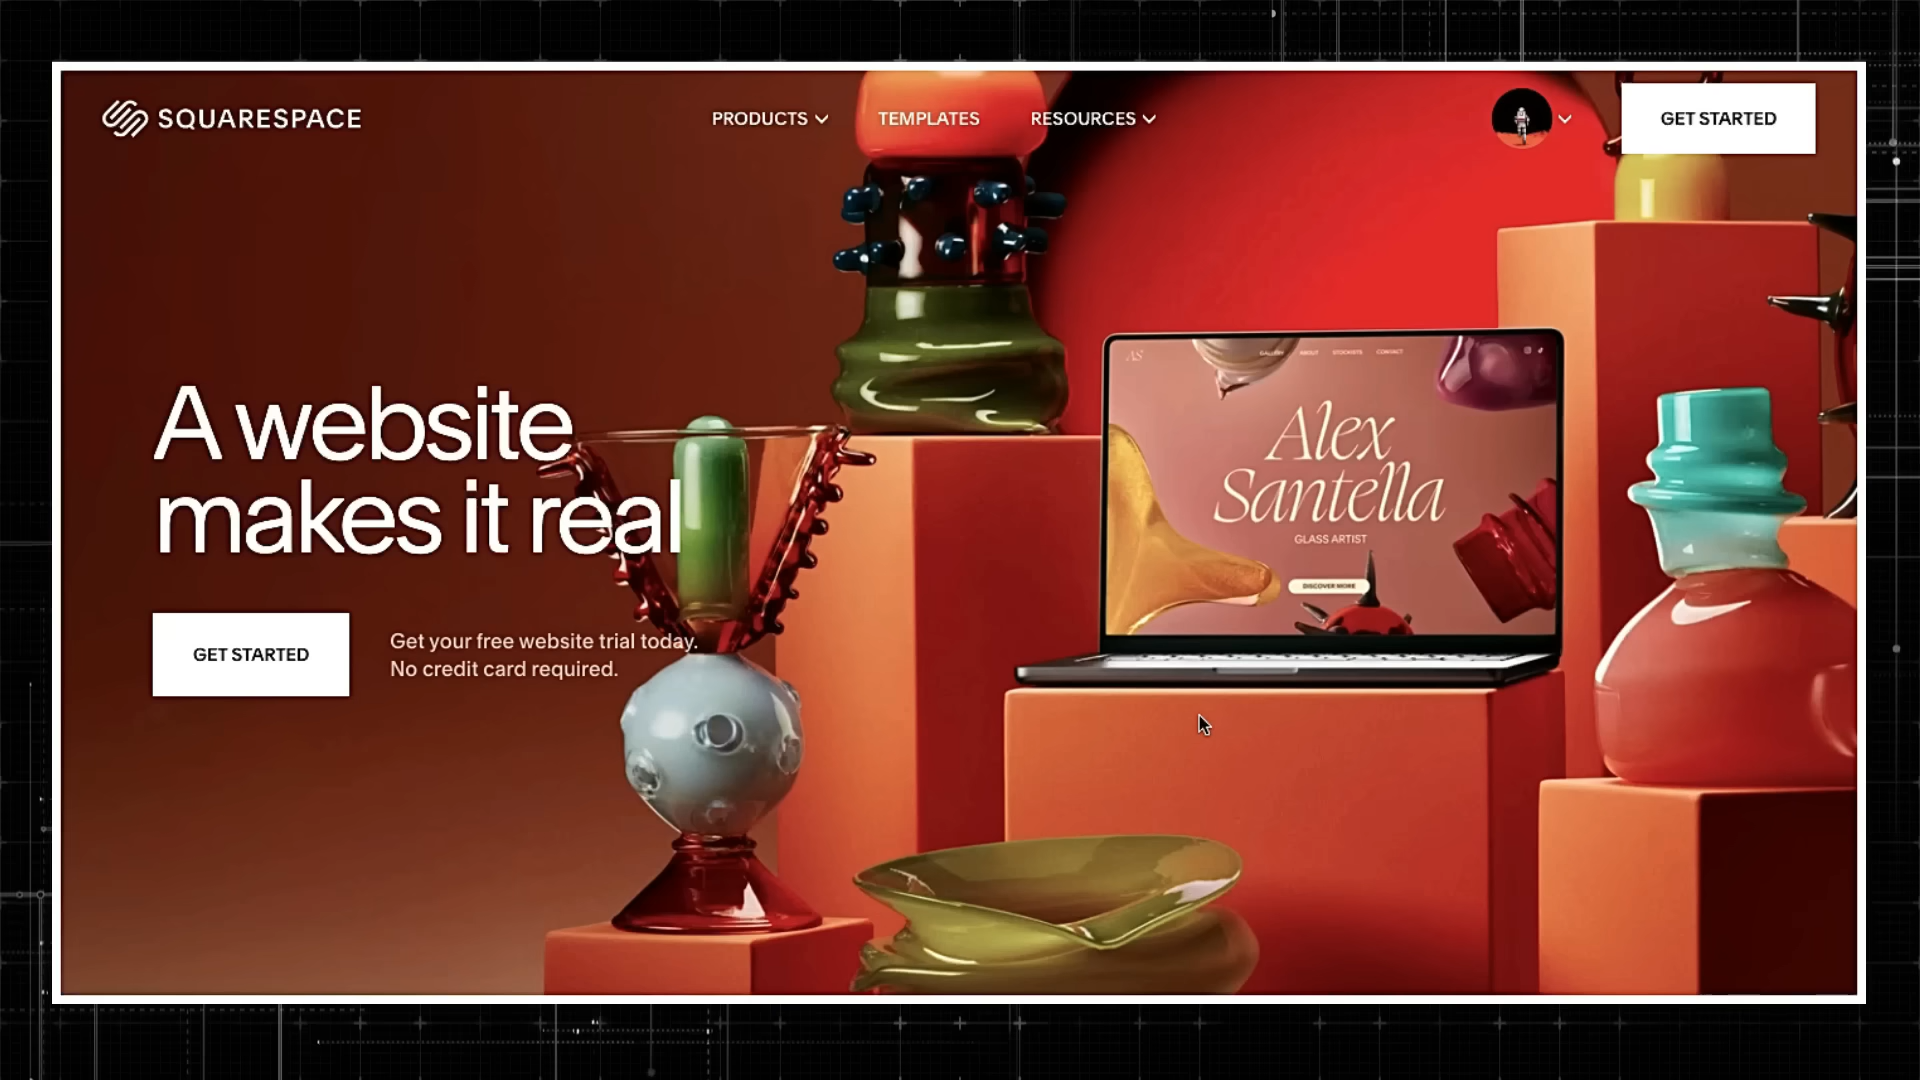 SQUARESPACE
PRODUCTS
TEMPLATES
RESOURCES
GET STARTED
A website
makes it real
GET STARTED
Get your free website trial today.
No credit card required.
AS
GALLERY
ABOUT
STOCKISTS
CONTACT
Alex
Santella
GLASS ARTIST
DISCOVER MORE